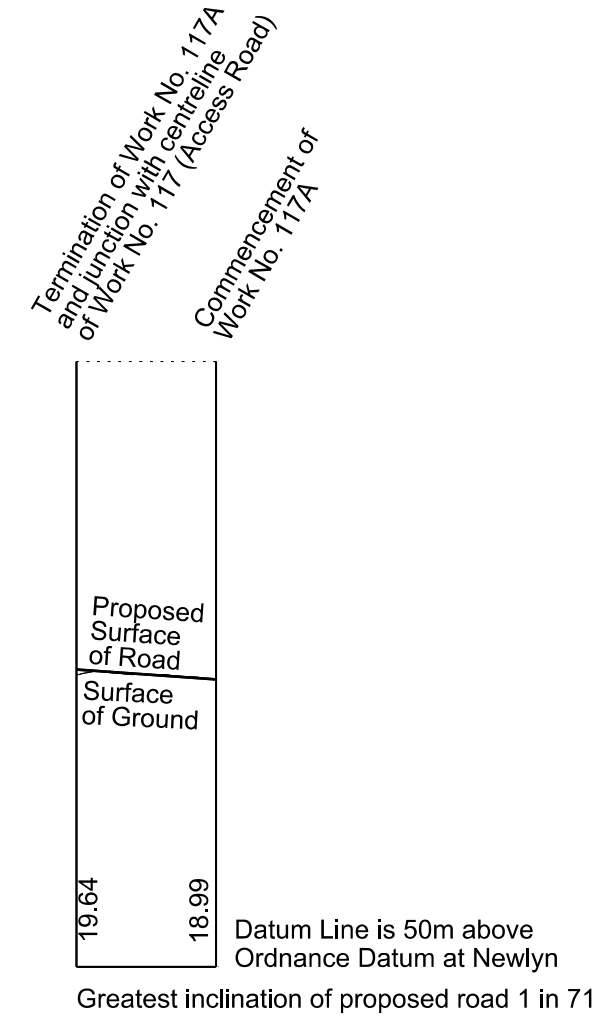 Termination of Work No. 117A
and junction with centreline
of Work No. 117 (Access Road)
Commencement of
Work No. 117A
Proposed
Surface
of Road
Surface
of Ground
19.64
18.99
Datum Line is 50m above
Ordnance Datum at Newlyn
Greatest inclination of proposed road 1 in 71